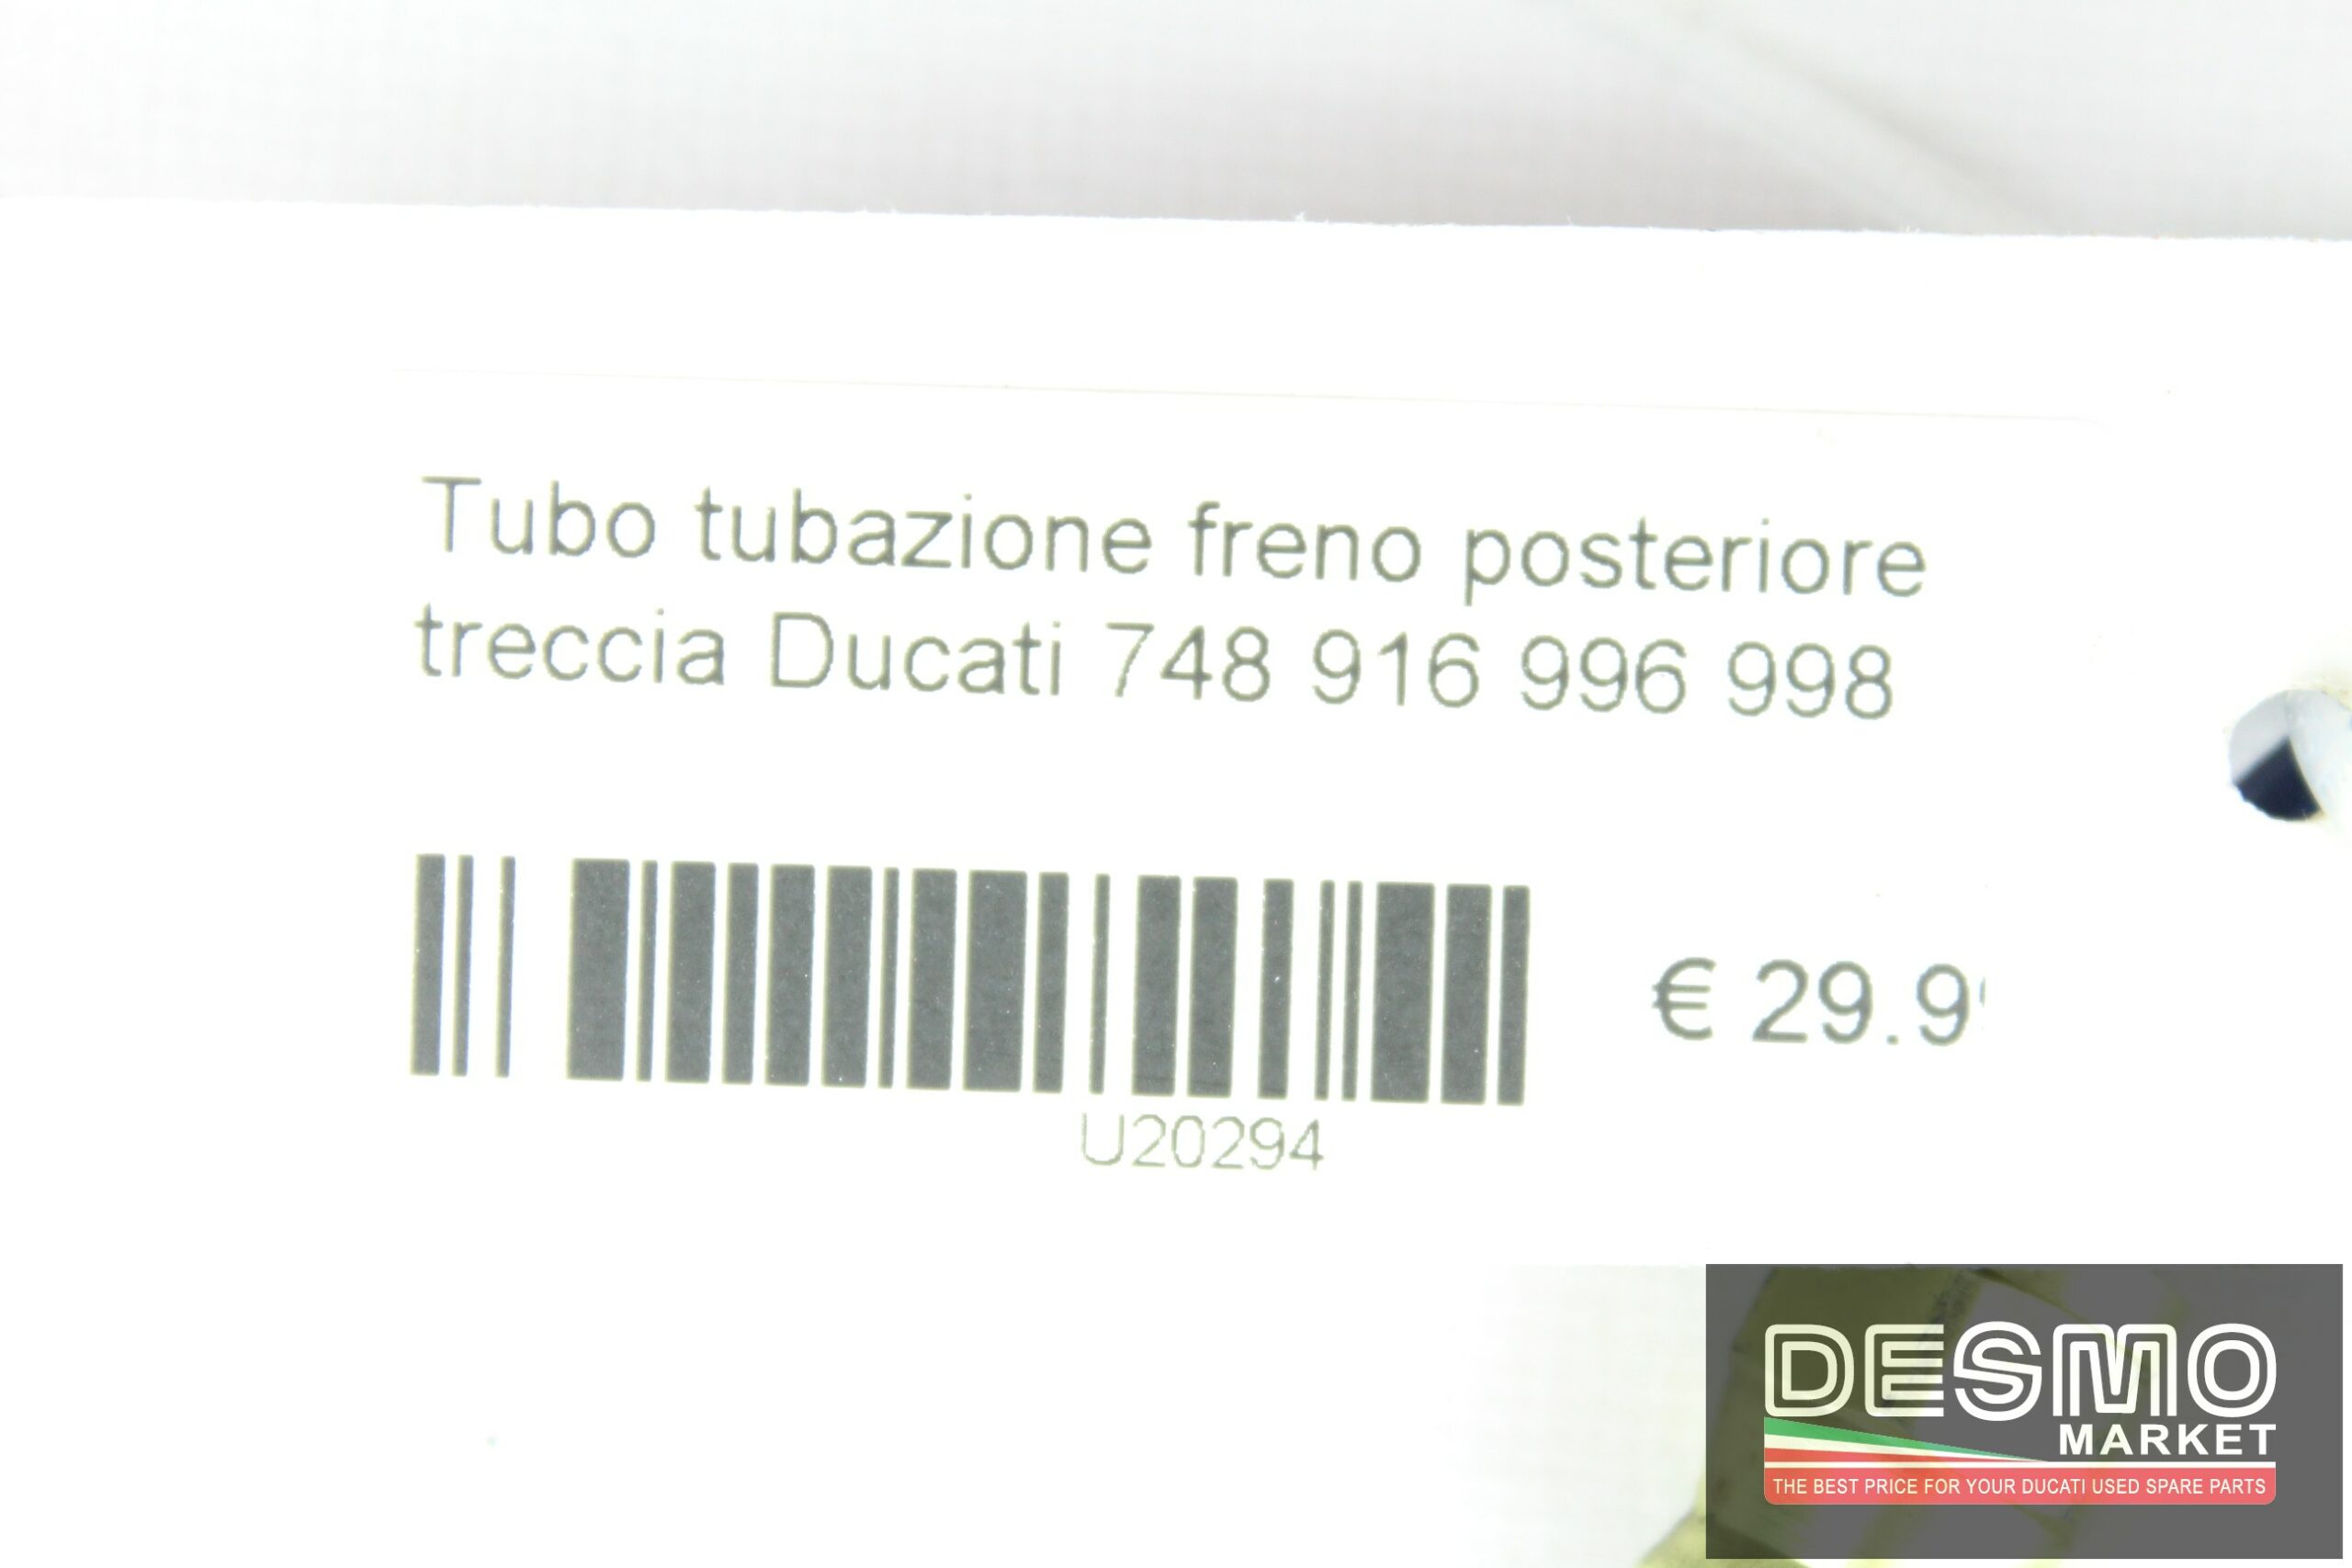 Tubo tubazione freno posteriore
treccia Ducati 748 916 996 998
€ 29.9
U20294
DESMO
MARKET
THE BEST PRICE FOR YOUR DUCATI USED SPARE PARTS